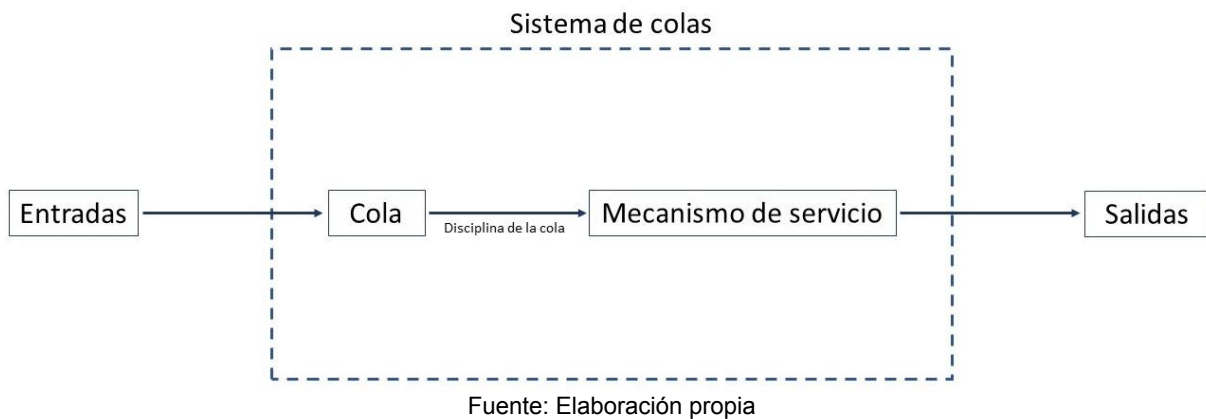 Sistema de colas
Entradas
Cola
Disciplina de la cola
Mecanismo de servicio
Salidas
Fuente: Elaboración propia